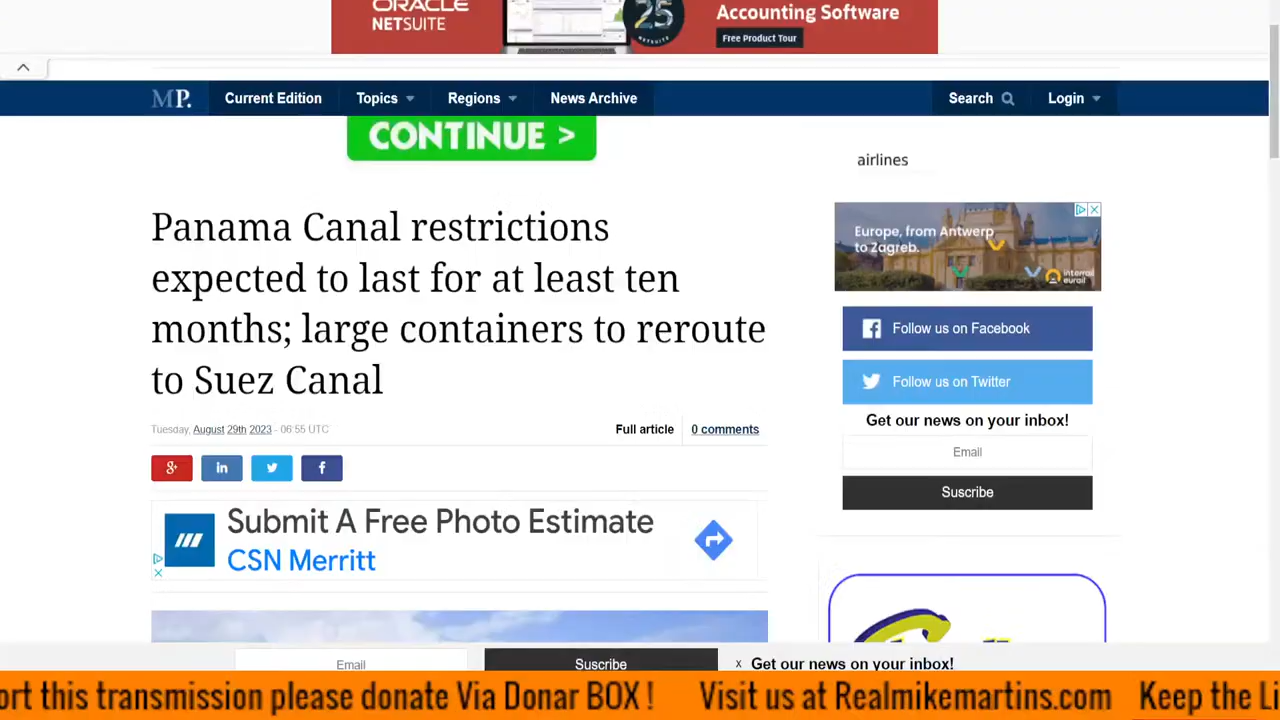 ORACLE
NETSUITE
25
NETSUITE
Accounting Software
Free Product Tour
MP.
Current Edition
Topics
Regions
News Archive
Search
Login
CONTINUE >
airlines
Panama Canal restrictions
expected to last for at least ten
months; large containers to reroute
to Suez Canal
Tuesday, August 29th 2023 - 06:55 UTC
Full article
0 comments
g+
in
f
Submit A Free Photo Estimate
CSN Merritt
Europe, from Antwerp
to Zagreb.
interrail
eurail
Follow us on Facebook
Follow us on Twitter
Get our news on your inbox!
Email
Suscribe
Email
Suscribe
x Get our news on your inbox!
ort this transmission please donate Via Donar BOX ! Visit us at Realmikemartins.com Keep the Li